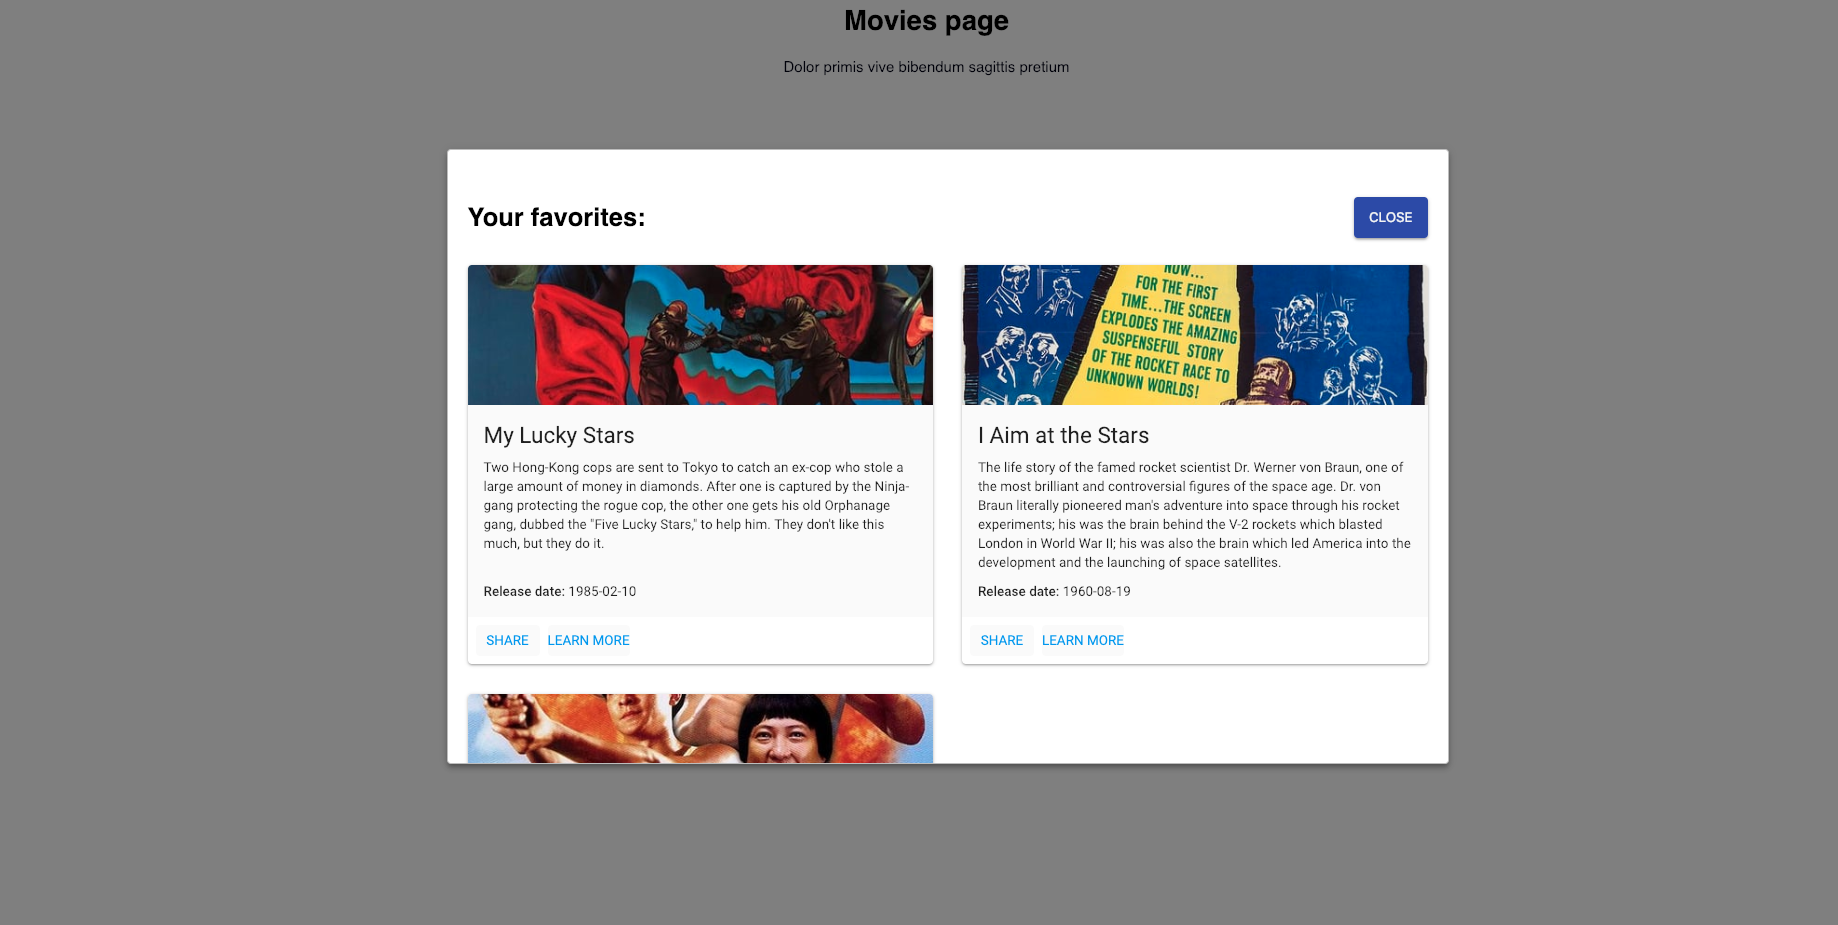 Movies page
Dolor primis vive bibendum sagittis pretium
Your favorites:
CLOSE
NOW...
FOR THE FIRST
TIME...THE SCREEN
EXPLODES THE AMAZING
SUSPENSEFUL STORY
OF THE ROCKET RACE TO
UNKNOWN WORLDS!
My Lucky Stars
Two Hong-Kong cops are sent to Tokyo to catch an ex-cop who stole a
large amount of money in diamonds. After one is captured by the Ninja-
gang protecting the rogue cop, the other one gets his old Orphanage
gang, dubbed the "Five Lucky Stars," to help him. They don't like this
much, but they do it.
Release date: 1985-02-10
SHARE
LEARN MORE
I Aim at the Stars
The life story of the famed rocket scientist Dr. Werner von Braun, one of
the most brilliant and controversial figures of the space age. Dr. von
Braun literally pioneered man's adventure into space through his rocket
experiments; his was the brain behind the V-2 rockets which blasted
London in World War II; his was also the brain which led America into the
development and the launching of space satellites.
Release date: 1960-08-19
SHARE
LEARN MORE